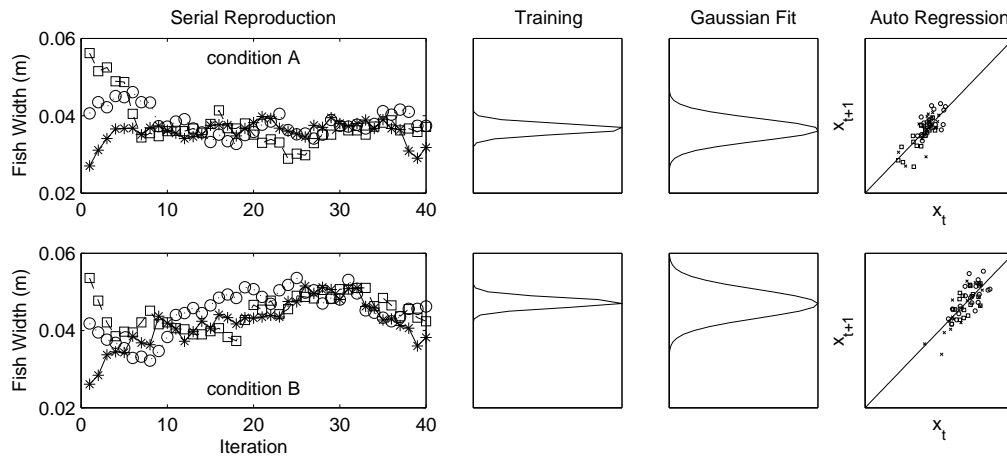 Serial Reproduction
Training
Gaussian Fit
Auto Regression
0.06
0.04
0.02
Fish Width (m)
condition A
0
10
20
30
40
x_{t+1}
x_t
0.06
0.04
0.02
Fish Width (m)
condition B
0
10
20
30
40
Iteration
x_{t+1}
x_t